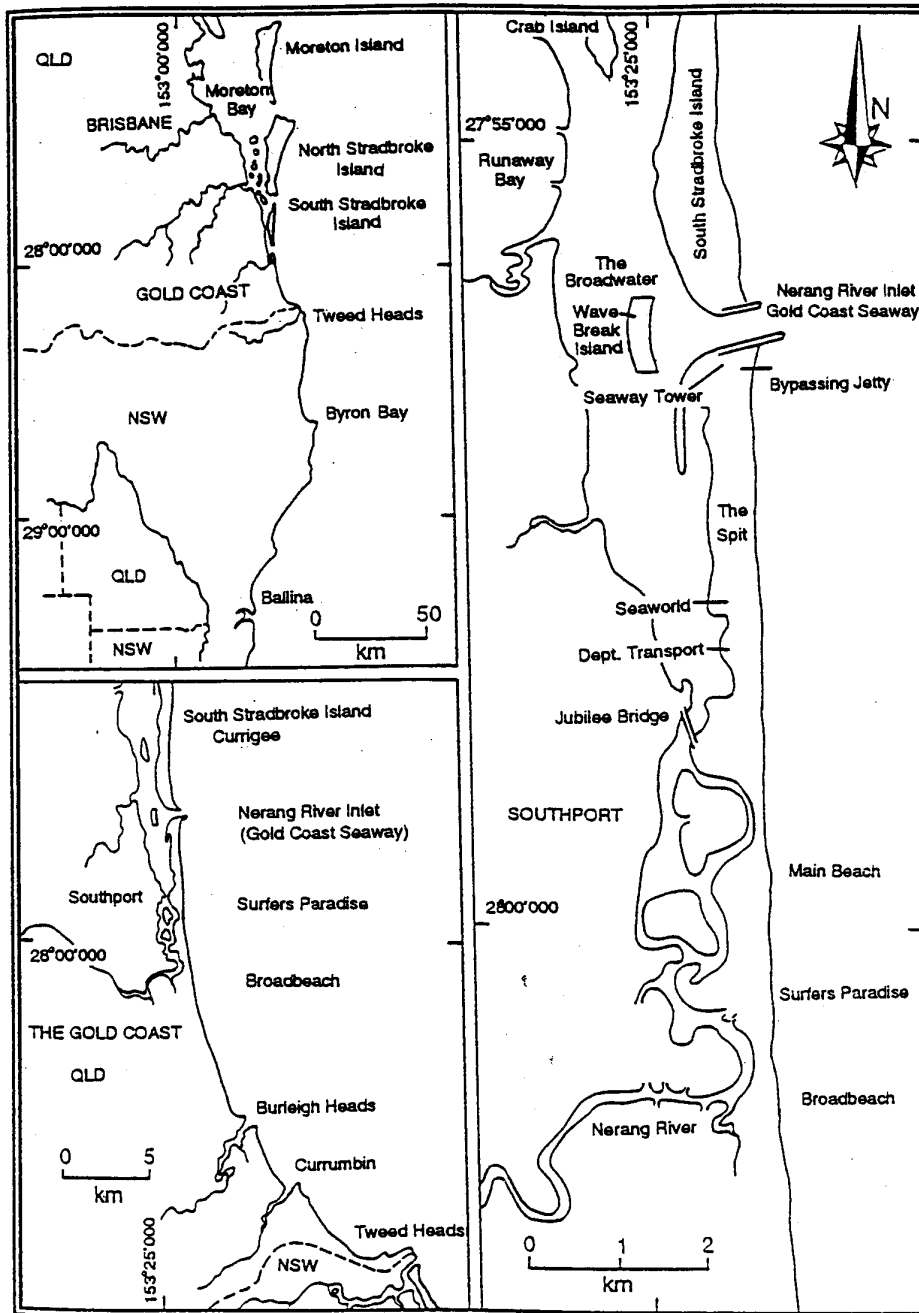 QLD
153°00'000
Moreton Island
Moreton
Bay
BRISBANE
North Stradbroke
Island
South Stradbroke
Island
28°00'000
GOLD COAST
Tweed Heads
NSW
Byron Bay
29°00'000
QLD
Ballina
0 50
km
NSW
South Stradbroke Island
Currigee
Nerang River Inlet
(Gold Coast Seaway)
Southport
Surfers Paradise
28°00'000
Broadbeach
THE GOLD COAST
QLD
Burleigh Heads
0 5
km
Currumbin
Tweed Heads
153°25'000
NSW
Crab Island
153°25'000
N
27°55'000
South Stradbroke Island
Runaway
Bay
The
Broadwater
Nerang River Inlet
Gold Coast Seaway
Wave
Break
Island
Seaway Tower
Bypassing Jetty
The
Spit
Seaworld
Dept. Transport
Jubilee Bridge
SOUTHPORT
Main Beach
28°00'000
Surfers Paradise
Broadbeach
Nerang River
0 1 2
km